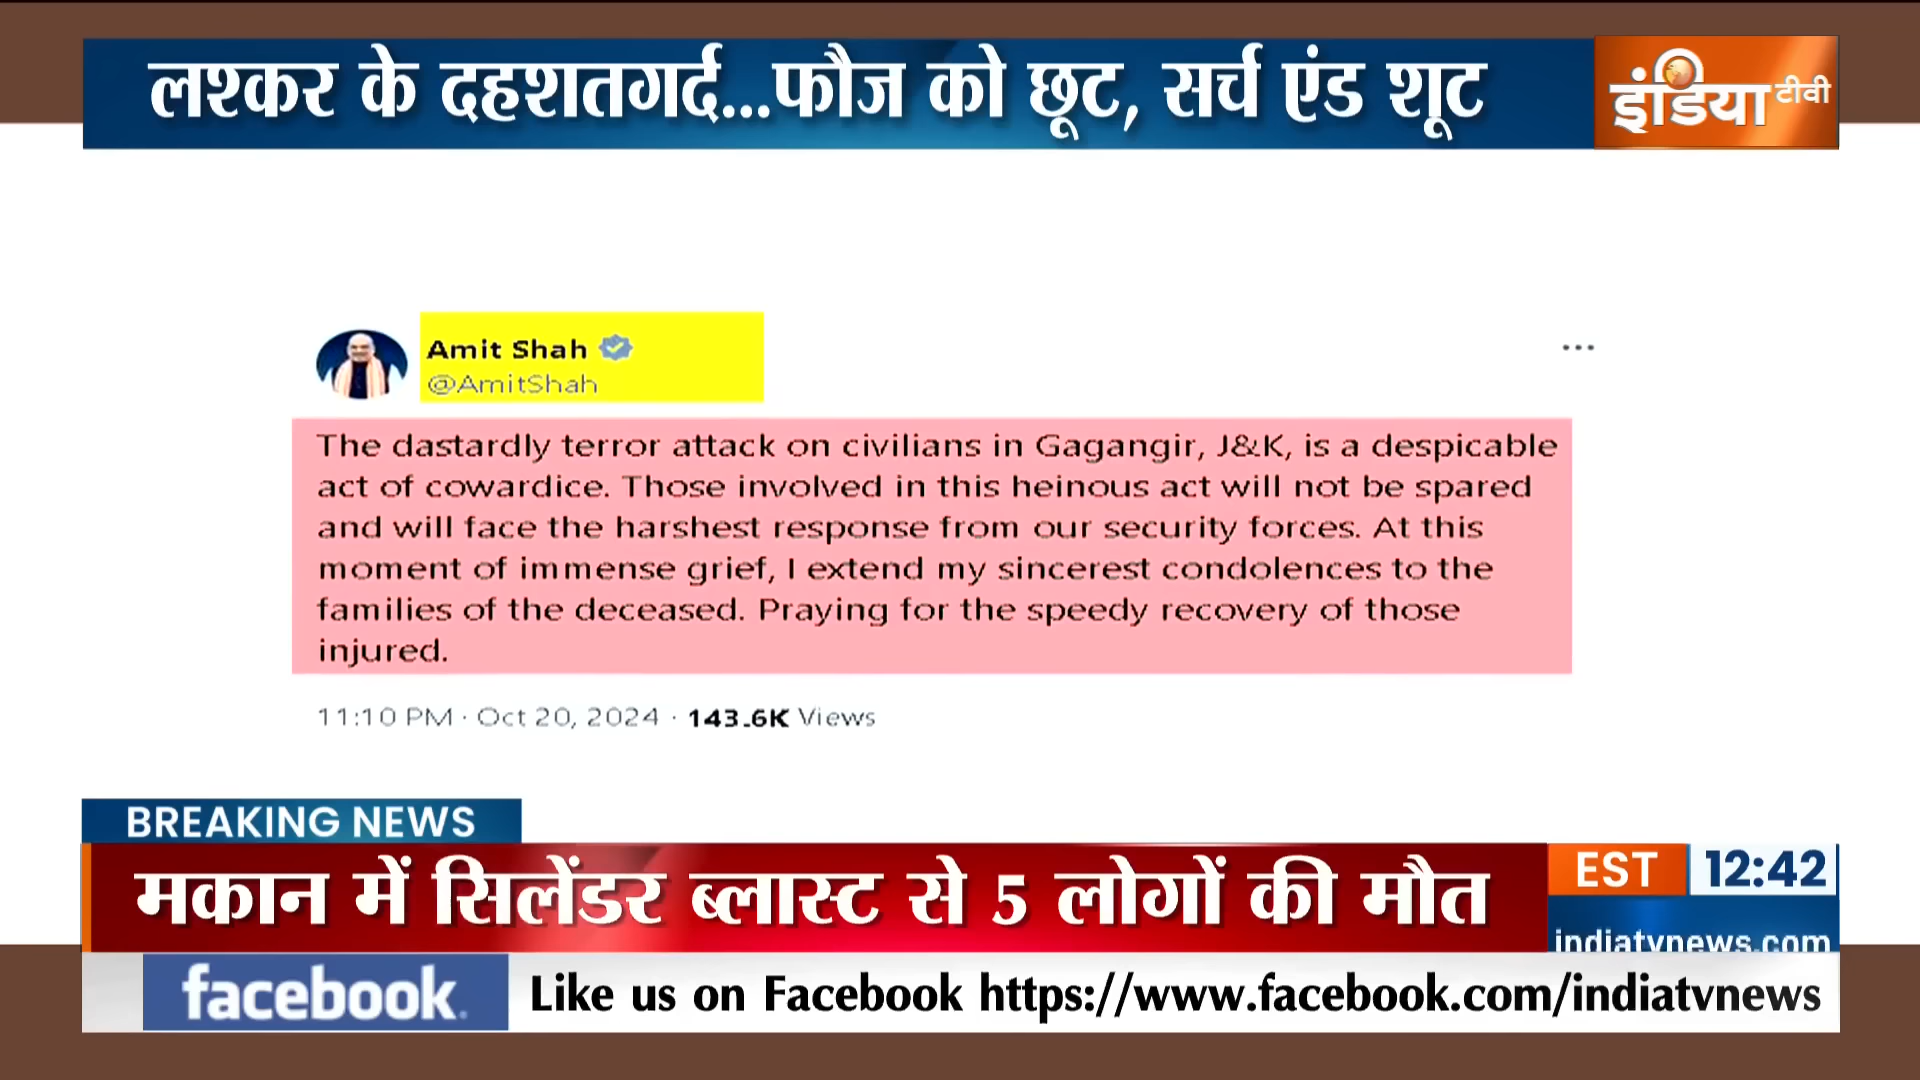 लश्कर के दहशतगर्द...फौज को छूट, सर्च एंड शूट
इंडिया टीवी
Amit Shah
@AmitShah
...
The dastardly terror attack on civilians in Gagangir, J&K, is a despicable
act of cowardice. Those involved in this heinous act will not be spared
and will face the harshest response from our security forces. At this
moment of immense grief, I extend my sincerest condolences to the
families of the deceased. Praying for the speedy recovery of those
injured.
11:10 PM · Oct 20, 2024 · 143.6K Views
BREAKING NEWS
मकान में सिलेंडर ब्लास्ट से 5 लोगों की मौत
EST 12:42
indiatvnews.com
facebook. Like us on Facebook https://www.facebook.com/indiatvnews